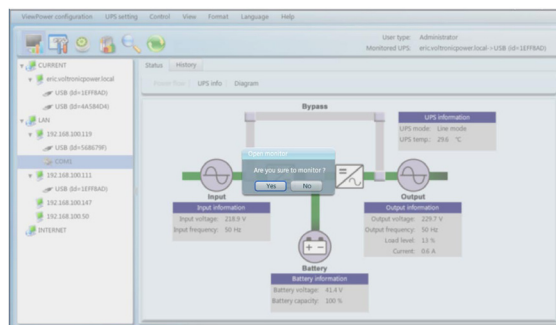 ViewPower configuration UPS setting Control View Format Language Help
User type: Administrator
Monitored UPS: eric:voltronicpower.local->USB (Id=1EFF8AD)
CURRENT
eric:voltronicpower.local
USB (Id=1EFF8AD)
USB (Id=4A5B4D4)
LAN
192.168.100.119
USB (Id=568679F)
COM1
192.168.100.111
USB (Id=1EFF8AD)
192.168.100.147
192.168.100.50
INTERNET
Status History
Power flow UPS info Diagram
Bypass
UPS information
UPS mode: Line mode
UPS temp.: 29.6 °C
Open monitor
Are you sure to monitor ?
Yes No
Input
Input information
Input voltage: 218.9 V
Input frequency: 50 Hz
Output
Output information
Output voltage: 229.7 V
Output frequency: 50 Hz
Load level: 13 %
Current: 0.6 A
Battery
Battery information
Battery voltage: 41.4 V
Battery capacity: 100 %